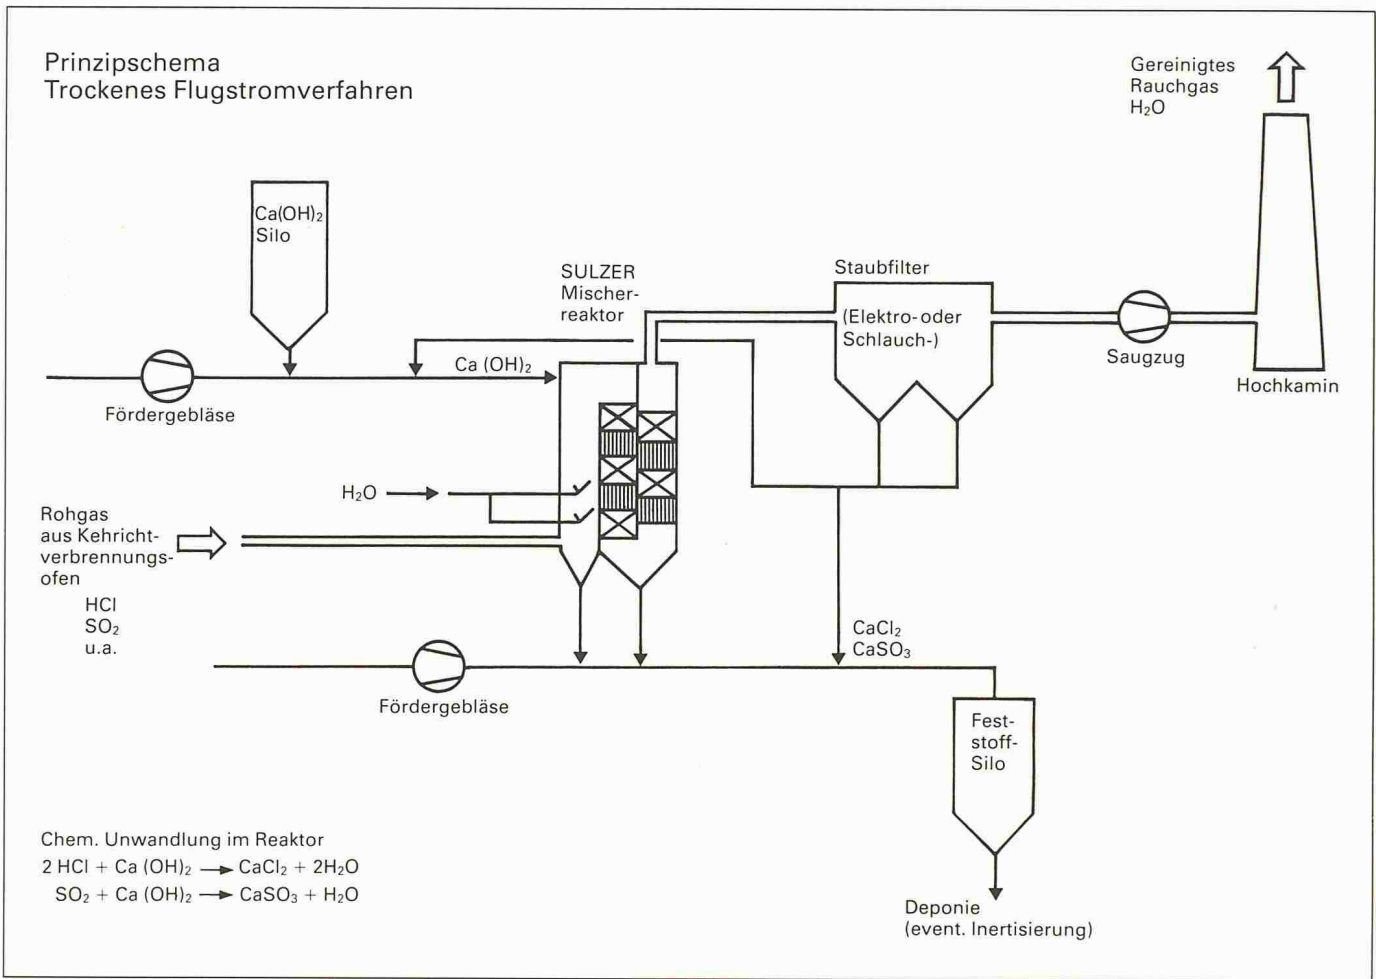 Prinzipschema
Trockenes Flugstromverfahren
Gereinigtes
Rauchgas
H₂O
Ca(OH)₂
Silo
SULZER
Mischer-
reaktor
Staubfilter
(Elektro- oder
Schlauch-)
Saugzug
Hochkamin
Ca (OH)₂
Fördergebläse
H₂O
Rohgas
aus Kehricht-
verbrennungs-
ofen
HCl
SO₂
u.a.
CaCl₂
CaSO₃
Fördergebläse
Fest-
stoff-
Silo
Chem. Unwandlung im Reaktor
2 HCl + Ca (OH)₂ → CaCl₂ + 2H₂O
SO₂ + Ca (OH)₂ → CaSO₃ + H₂O
Deponie
(event. Inertisierung)